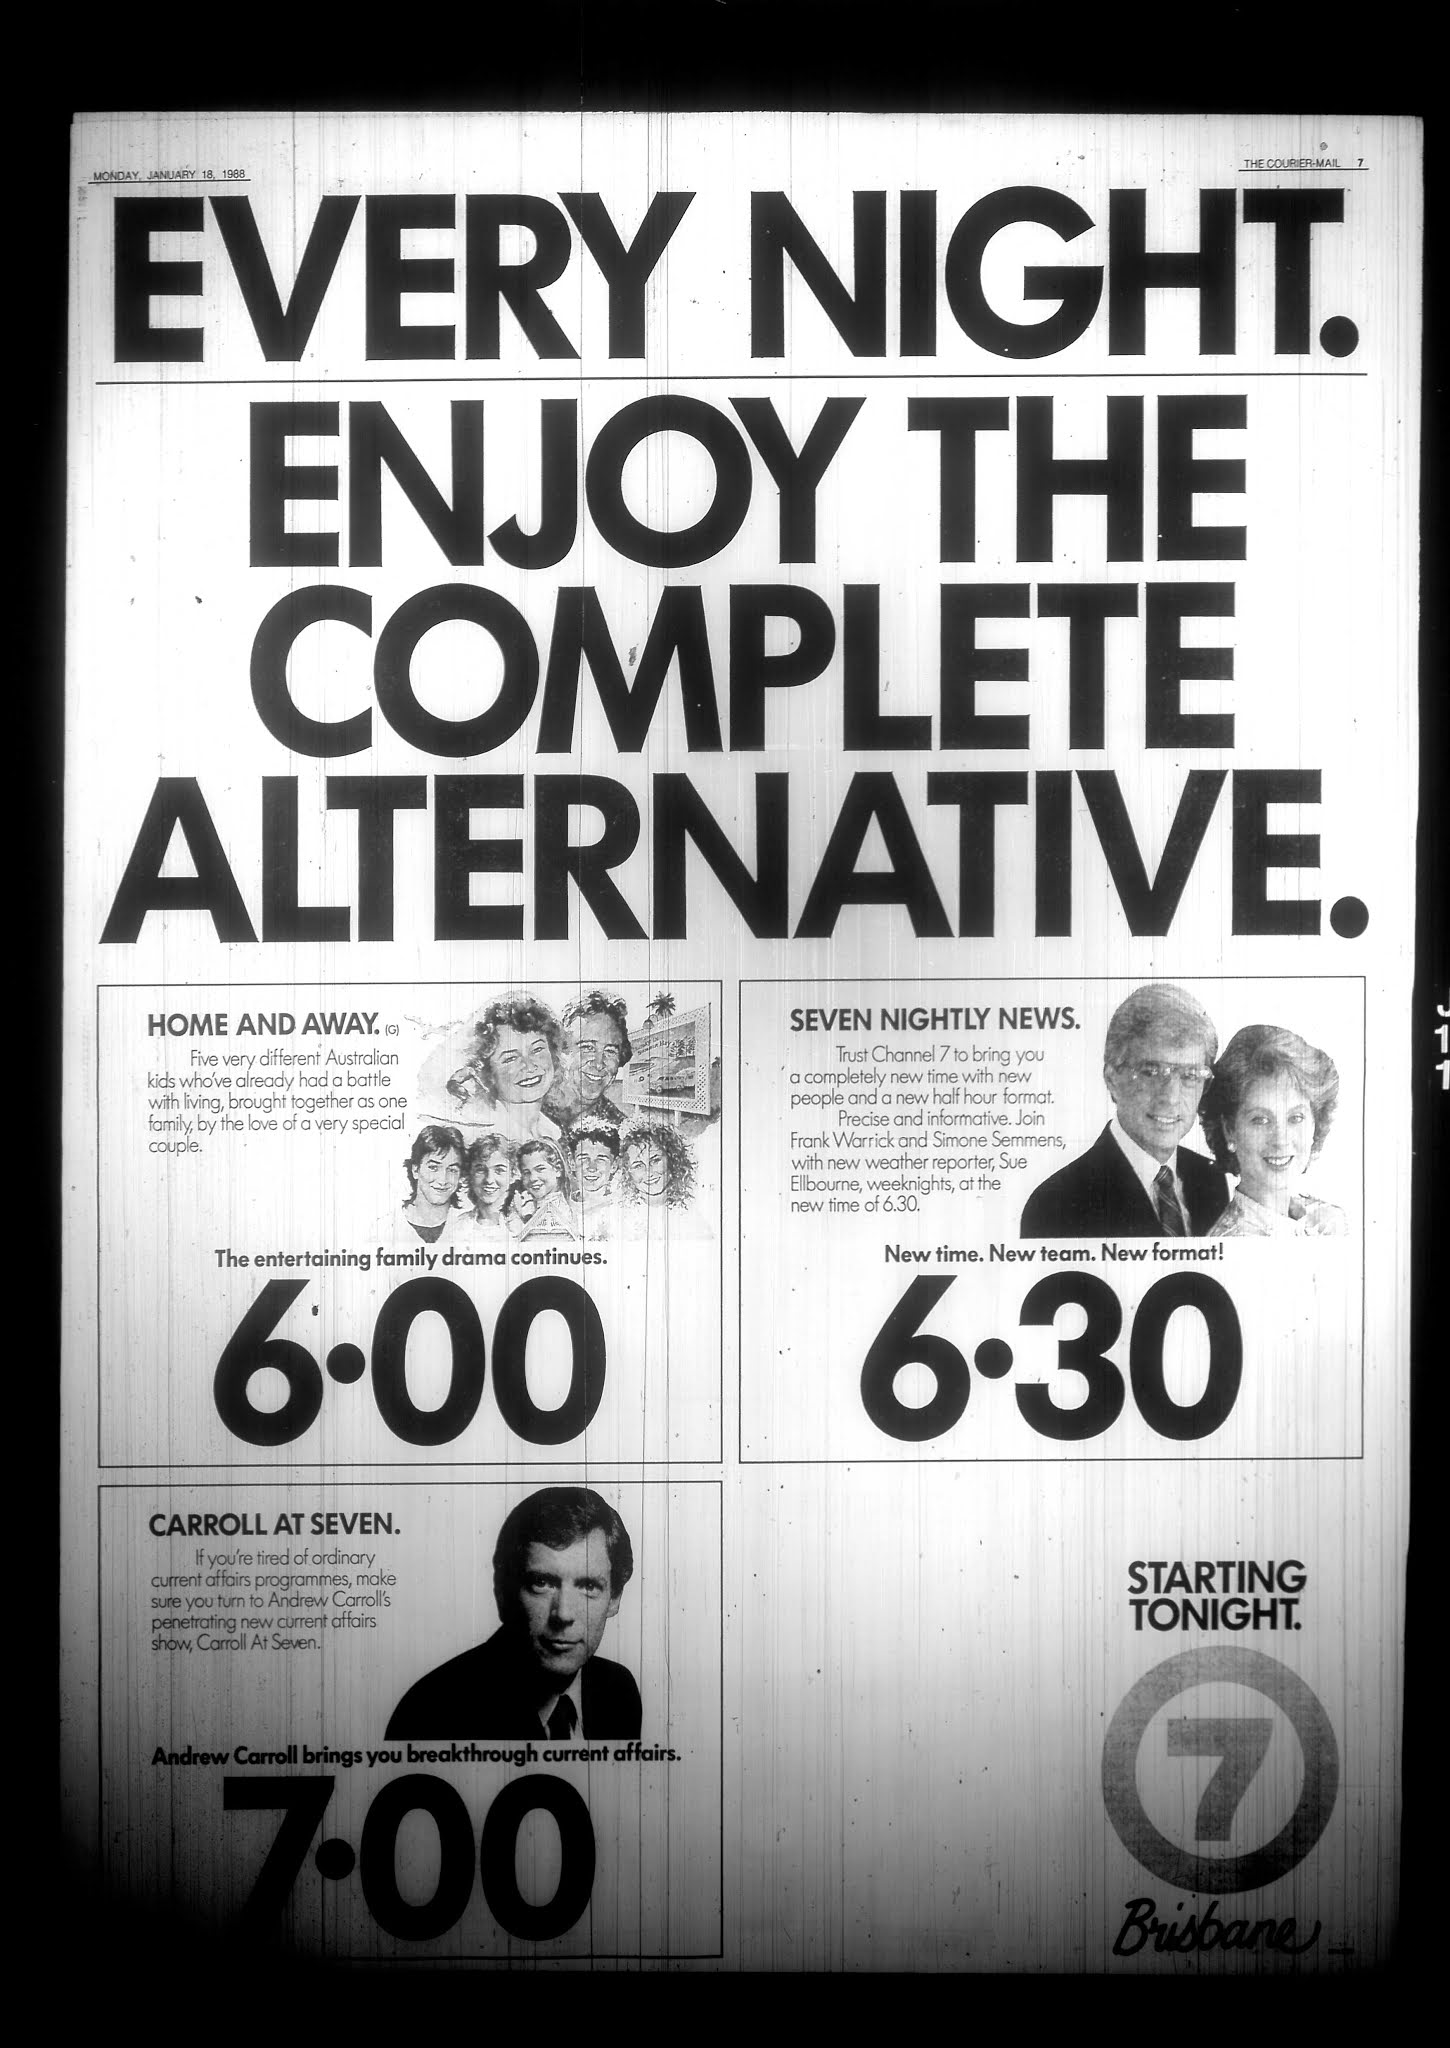 MONDAY, JANUARY 18, 1988
THE COURIER-MAIL 7
EVERY NIGHT.
ENJOY THE
COMPLETE
ALTERNATIVE.
HOME AND AWAY. (G)
Five very different Australian
kids who've already had a battle
with living, brought together as one
family, by the love of a very special
couple.
The entertaining family drama continues.
6·00
SEVEN NIGHTLY NEWS.
Trust Channel 7 to bring you
a completely new time with new
people and a new half hour format.
Precise and informative. Join
Frank Warrick and Simone Semmens,
with new weather reporter, Sue
Ellbourne, weeknights, at the
new time of 6.30.
New time. New team. New format!
6·30
CARROLL AT SEVEN.
If you're tired of ordinary
current affairs programmes, make
sure you turn to Andrew Carroll's
penetrating new current affairs
show, Carroll At Seven.
Andrew Carroll brings you breakthrough current affairs.
7·00
STARTING
TONIGHT.
7
Brisbane